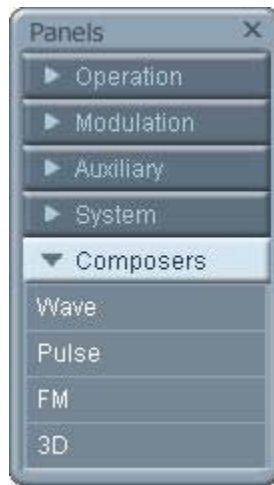 Panels
Operation
Modulation
Auxiliary
System
Composers
Wave
Pulse
FM
3D